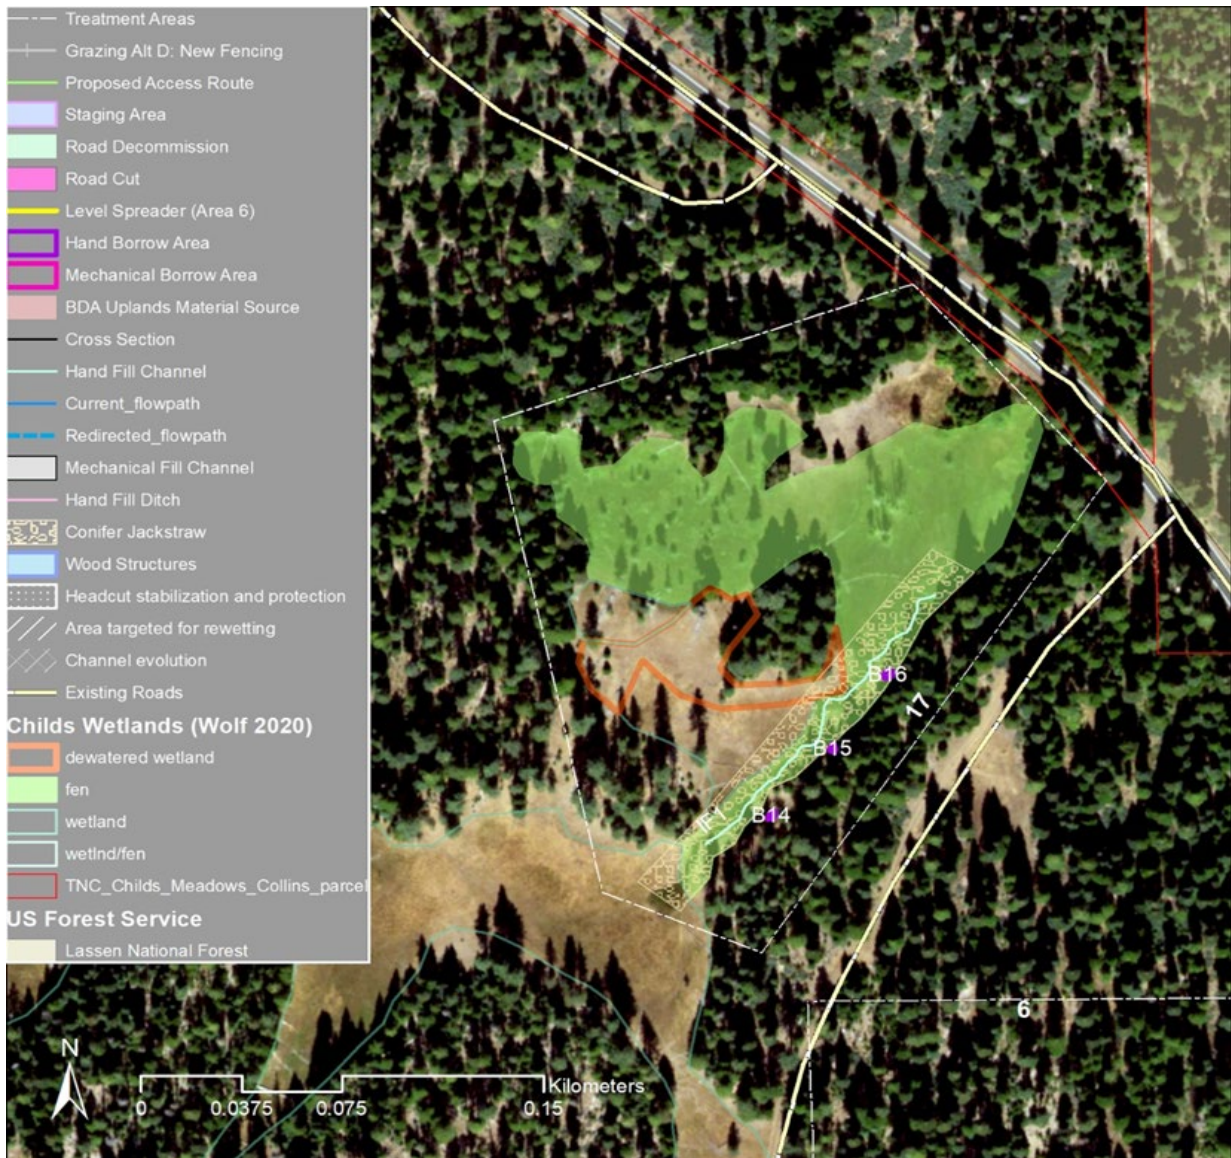 Treatment Areas
Grazing Alt D: New Fencing
Proposed Access Route
Staging Area
Road Decommission
Road Cut
Level Spreader (Area 6)
Hand Borrow Area
Mechanical Borrow Area
BDA Uplands Material Source
Cross Section
Hand Fill Channel
Current_flowpath
Redirected_flowpath
Mechanical Fill Channel
Hand Fill Ditch
Conifer Jackstraw
Wood Structures
Headcut stabilization and protection
Area targeted for rewetting
Channel evolution
Existing Roads
Childs Wetlands (Wolf 2020)
dewatered wetland
fen
wetland
wetlnd/fen
TNC_Childs_Meadows_Collins_parcel
US Forest Service
Lassen National Forest
B16
17
B15
B14
IF1
6
N
Kilometers
0 0.0375 0.075 0.15